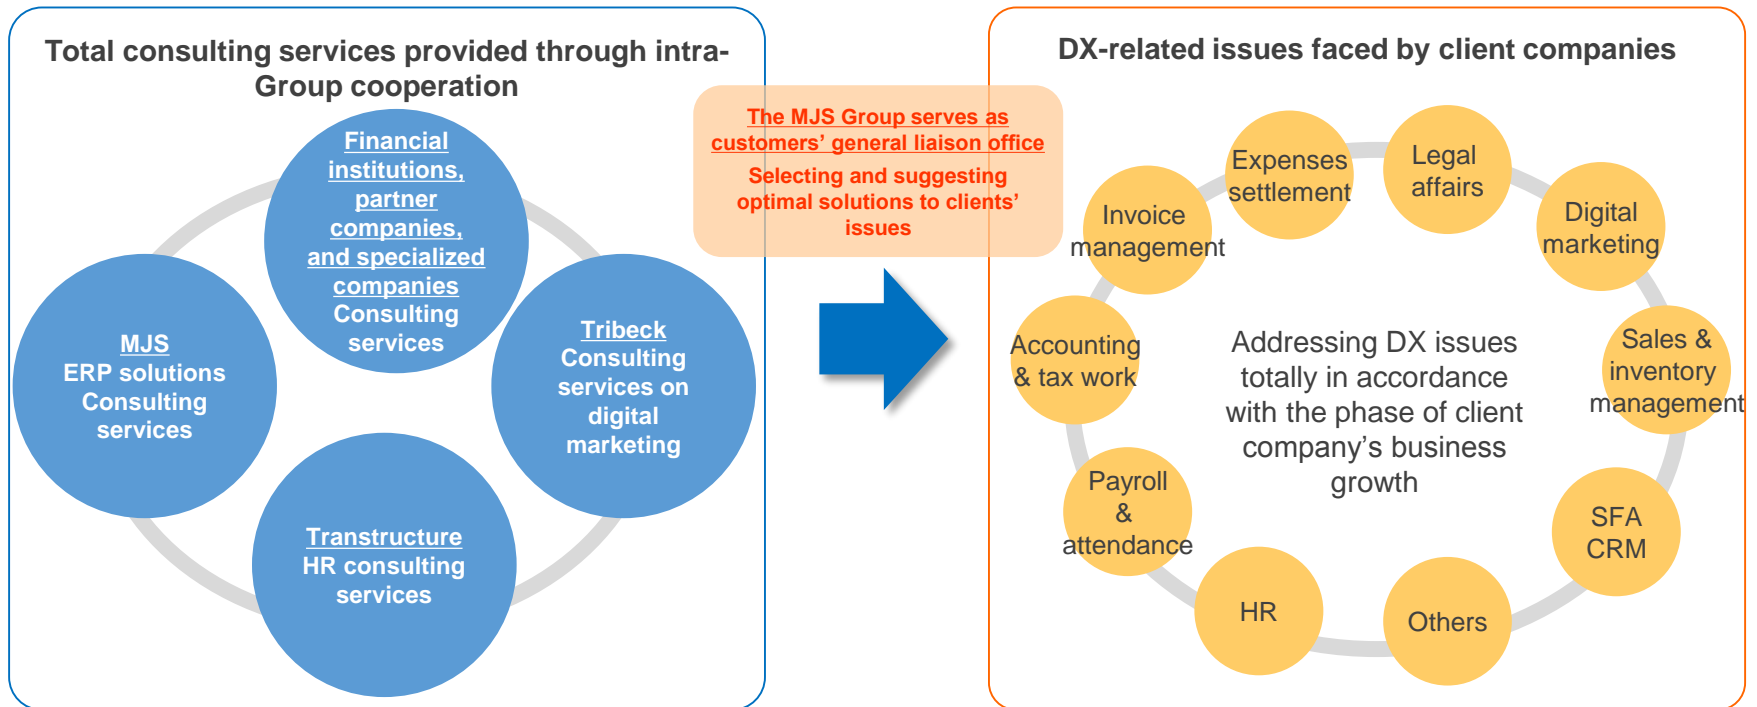 Total consulting services provided through intra-
Group cooperation
Financial
institutions,
partner
companies,
and specialized
companies
Consulting
services
MJS
ERP solutions
Consulting
services
Tribeck
Consulting
services on
digital
marketing
Transtructure
HR consulting
services
The MJS Group serves as
customers’ general liaison office
Selecting and suggesting
optimal solutions to clients’
issues
DX-related issues faced by client companies
Expenses
settlement
Legal
affairs
Invoice
management
Digital
marketing
Accounting
& tax work
Sales &
inventory
management
Addressing DX issues
totally in accordance
with the phase of client
company’s business
growth
Payroll
&
attendance
SFA
CRM
HR
Others